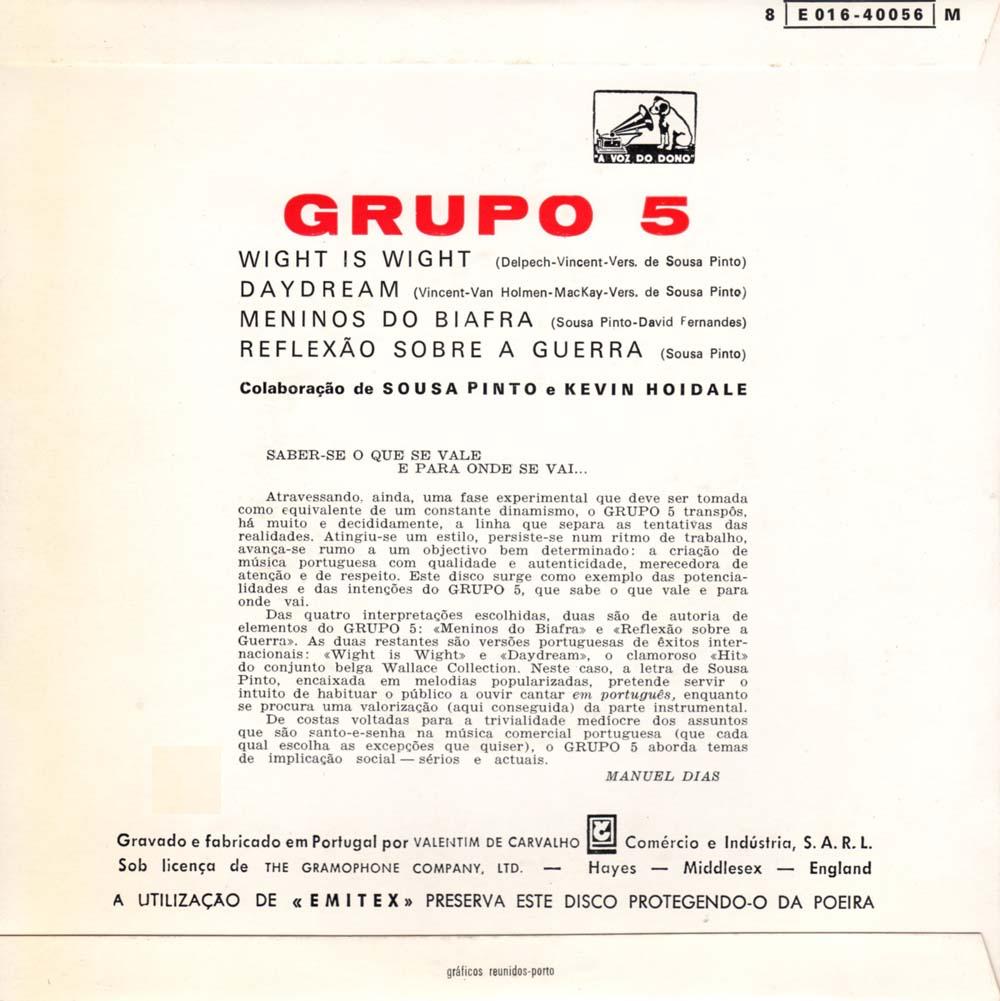 8 E 016-40056 M
"A VOZ DO DONO"
GRUPO 5
WIGHT IS WIGHT (Delpech-Vincent-Vers. de Sousa Pinto)
DAYDREAM (Vincent-Van Holmen-MacKay-Vers. de Sousa Pinto)
MENINOS DO BIAFRA (Sousa Pinto-David Fernandes)
REFLEXÃO SOBRE A GUERRA (Sousa Pinto)
Colaboração de SOUSA PINTO e KEVIN HOIDALE
SABER-SE O QUE SE VALE
E PARA ONDE SE VAI...
Atravessando, ainda, uma fase experimental que deve ser tomada
como equivalente de um constante dinamismo, o GRUPO 5 transpôs,
há muito e decididamente, a linha que separa as tentativas das
realidades. Atingiu-se um estilo, persiste-se num ritmo de trabalho,
avança-se rumo a um objectivo bem determinado: a criação de
música portuguesa com qualidade e autenticidade, merecedora de
atenção e de respeito. Este disco surge como exemplo das potencia-
lidades e das intenções do GRUPO 5, que sabe o que vale e para
onde vai.
Das quatro interpretações escolhidas, duas são de autoria de
elementos do GRUPO 5: «Meninos do Biafra» e «Reflexão sobre a
Guerra». As duas restantes são versões portuguesas de êxitos inter-
nacionais: «Wight is Wight» e «Daydream», o clamoroso «Hit»
do conjunto belga Wallace Collection. Neste caso, a letra de Sousa
Pinto, encaixada em melodias popularizadas, pretende servir o
intuito de habituar o público a ouvir cantar em português, enquanto
se procura uma valorização (aqui conseguida) da parte instrumental.
De costas voltadas para a trivialidade medíocre dos assuntos
que são santo-e-senha na música comercial portuguesa (que cada
qual escolha as excepções que quiser), o GRUPO 5 aborda temas
de implicação social — sérios e actuais.
MANUEL DIAS
Gravado e fabricado em Portugal por VALENTIM DE CARVALHO Comércio e Indústria, S. A. R. L.
Sob licença de THE GRAMOPHONE COMPANY, LTD. — Hayes — Middlesex — England
A UTILIZAÇÃO DE «EMITEX» PRESERVA ESTE DISCO PROTEGENDO-O DA POEIRA
gráficos reunidos-porto